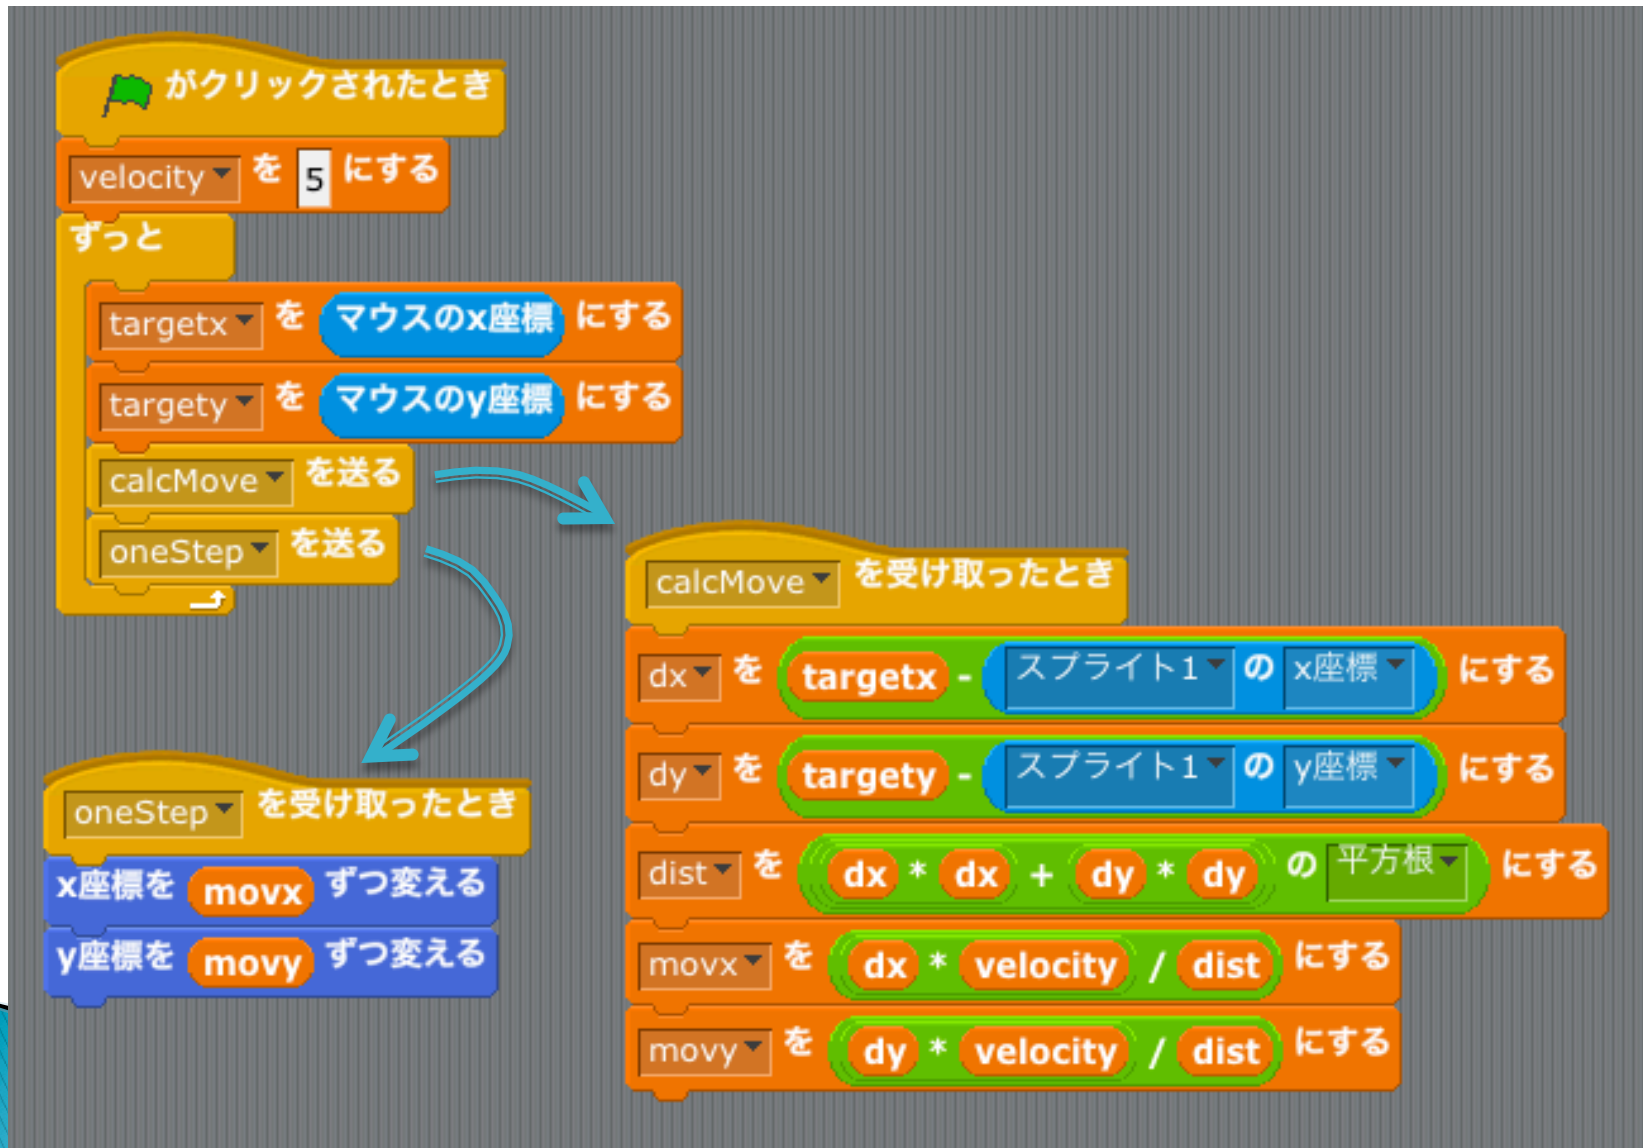 がクリックされたとき
velocity を 5 にする
ずっと
targetx を マウスのx座標 にする
targety を マウスのy座標 にする
calcMove を送る
oneStep を送る
calcMove を受け取ったとき
dx を targetx - スプライト1 の x座標 にする
dy を targety - スプライト1 の y座標 にする
dist を dx * dx + dy * dy の 平方根 にする
movx を dx * velocity / dist にする
movy を dy * velocity / dist にする
oneStep を受け取ったとき
x座標を movx ずつ変える
y座標を movy ずつ変える